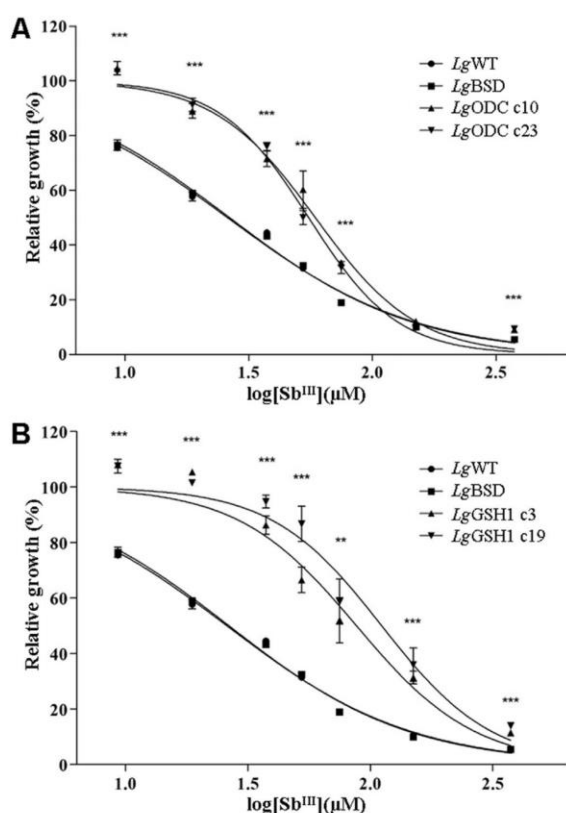 A
120
100
80
60
40
20
0
Relative growth (%)
*** *** *** *** *** ***
LgWT
LgBSD
LgODC c10
LgODC c23
1.0 1.5 2.0 2.5
log[Sb^III](µM)
B
120
100
80
60
40
20
0
Relative growth (%)
*** *** *** *** ** *** ***
LgWT
LgBSD
LgGSH1 c3
LgGSH1 c19
1.0 1.5 2.0 2.5
log[Sb^III](µM)